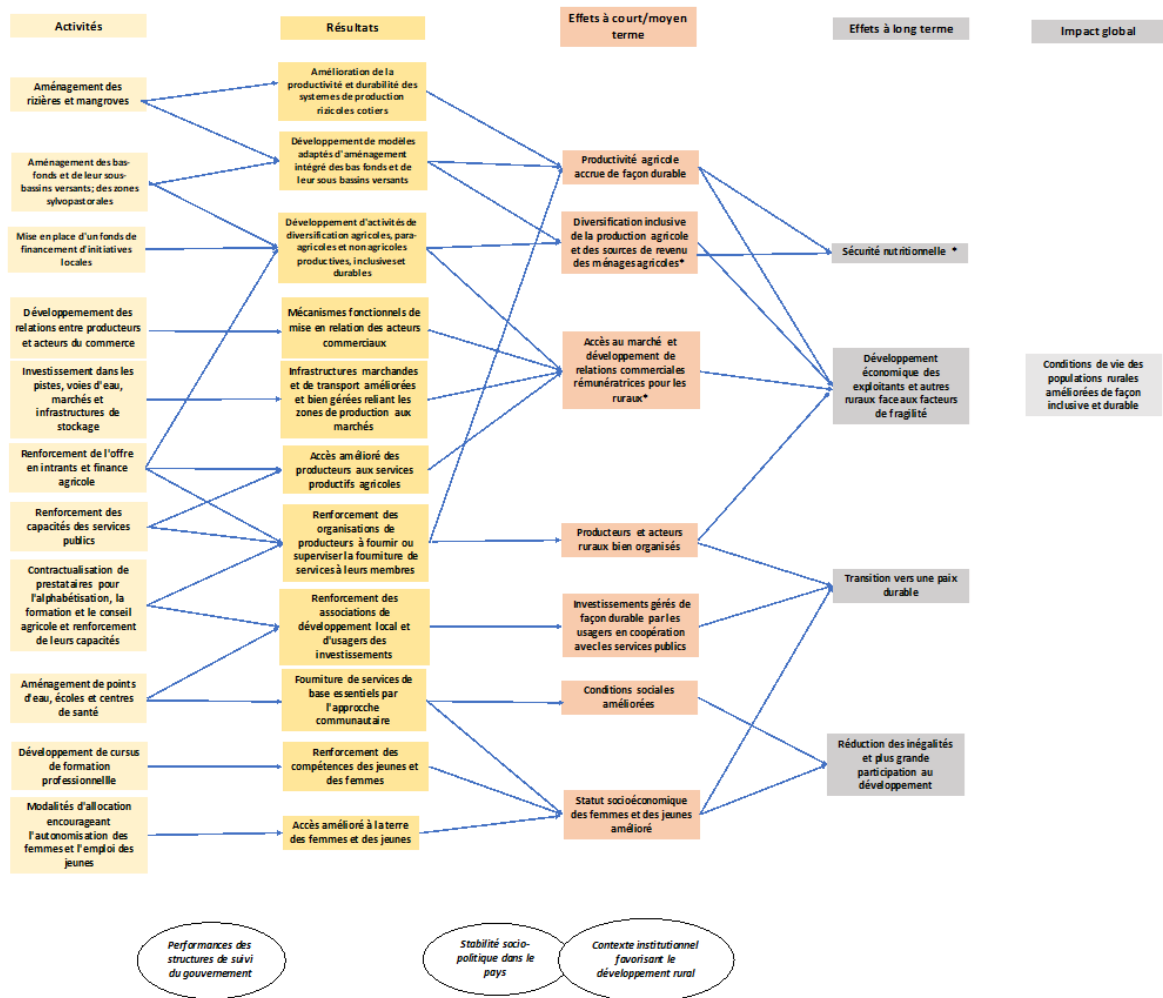 Activités
Résultats
Effets à court/moyen
terme
Effets à long terme
Impact global
Aménagement des
rizières et mangroves
Aménagement des bas-
fonds et de leur sous-
bassins versants; des zones
sylvopastorales
Mise en place d'un fonds de
financement d'initiatives
locales
Développemement des
relations entre producteurs
et acteurs du commerce
Investissement dans les
pistes, voies d'eau,
marchés et
infrastructures de
stockage
Renforcement de l'offre
en intrants et finance
agricole
Renforcement des
capacités des services
publics
Contractualisation de
prestataires pour
l'alphabétisation, la
formation et le conseil
agricole et renforcement
de leurs capacités
Aménagement de points
d'eau, écoles et centres
de santé
Développement de cursus
de formation
professionnellle
Modalités d'allocation
encourageant
l'autonomisation des
femmes et l'emploi des
jeunes
Amélioration de la
productivité et durabilité des
systemes de production
rizicoles cotiers
Développement de modèles
adaptés d'aménagement
intégré des bas fonds et de
leur sous bassins versants
Développement d'activités de
diversification agricoles, para-
agricoles et non agricoles
productives, inclusives et
durables
Mécanismes fonctionnels de
mise en relation des acteurs
commerciaux
Infrastructures marchandes
et de transport améliorées
et bien gérées reliant les
zones de production aux
marchés
Accès amélioré des
producteurs aux services
productifs agricoles
Renforcement des
organisations de
producteurs à fournir ou
superviser la fourniture de
services à leurs membres
Renforcement des
associations de
développement local et
d'usagers des
investissements
Fourniture de services de
base essentiels par
l'approcche
communautaire
Renforcement des
compétences des jeunes et
des femmes
Accès amélioré à la terre
des femmes et des jeunes
Productivité agricole
accrue de façon durable
Diversification inclusive
de la production agricole
et des sources de revenu
des ménages agricoles*
Accès au marché et
développement de
relations commerciales
rémunératrices pour les
ruraux*
Producteurs et acteurs
ruraux bien organisés
Investissements gérés de
façon durable par les
usagers en coopération
avec les services publics
Conditions sociales
améliorées
Statut socioéconomique
des femmes et des jeunes
amélioré
Sécurité nutritionnelle *
Développement
économique des
exploitants et autres
ruraux face aux facteurs
de fragilité
Transition vers une paix
durable
Réduction des inégalités
et plus grande
participation au
développement
Conditions de vie des
populations rurales
améliorées de façon
inclusive et durable
Performances des
structures de suivi
du gouvernement
Stabilité socio-
politique dans le
pays
Contexte institutionnel
favorisant le
développement rural